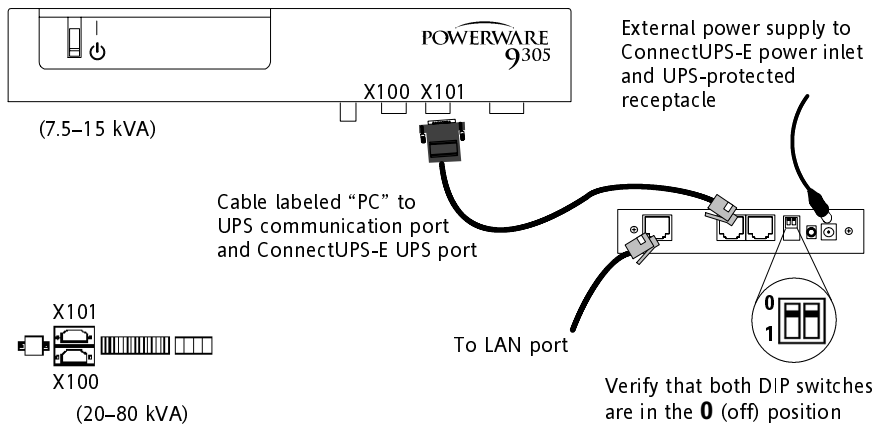 POWERWARE
9305
X100 X101
(7.5–15 kVA)
External power supply to
ConnectUPS-E power inlet
and UPS-protected
receptacle
Cable labeled “PC” to
UPS communication port
and ConnectUPS-E UPS port
To LAN port
0
1
Verify that both DIP switches
are in the 0 (off) position
X101
X100
(20–80 kVA)